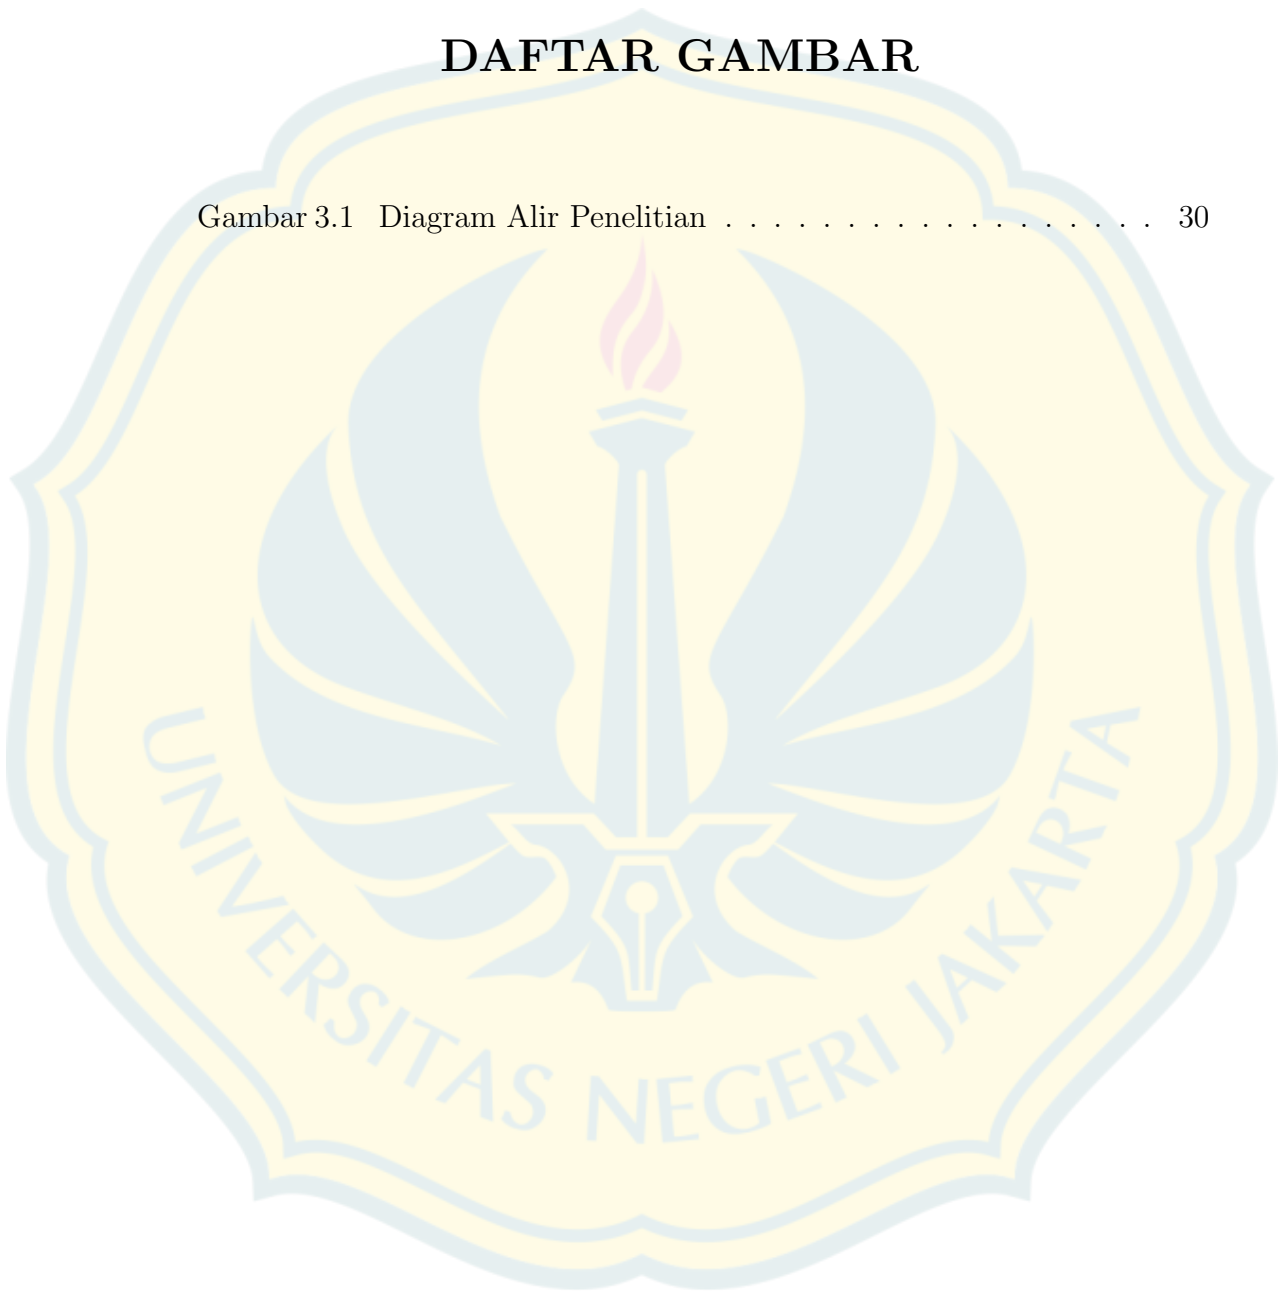 DAFTAR GAMBAR
Gambar 3.1 Diagram Alir Penelitian . . . . . . . . . . . . . . . . . . 30
UNIVERSITAS NEGERI JAKARTA